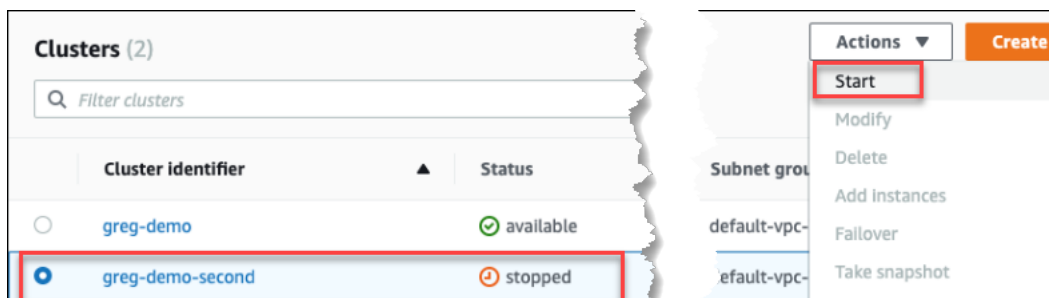 Clusters (2)
Actions ▼ Create
Filter clusters
Start
Modify
Delete
Add instances
Failover
Take snapshot
Cluster identifier ▲ Status Subnet grou
greg-demo available default-vpc-
greg-demo-second stopped efault-vpc-